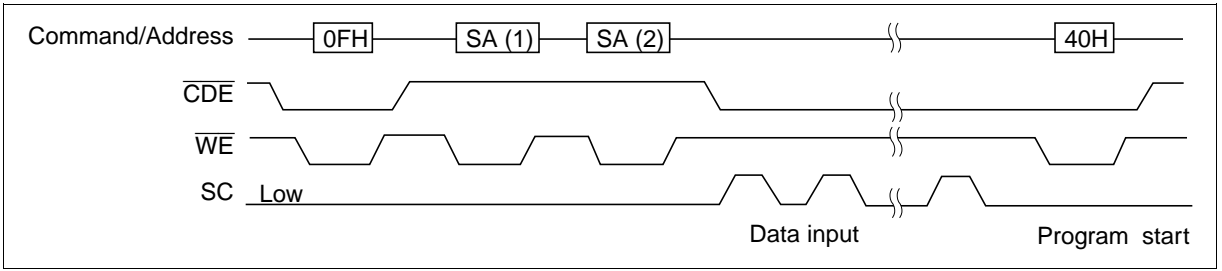 Command/Address 0FH SA (1) SA (2) 40H
CDE
WE
SC Low
Data input Program start